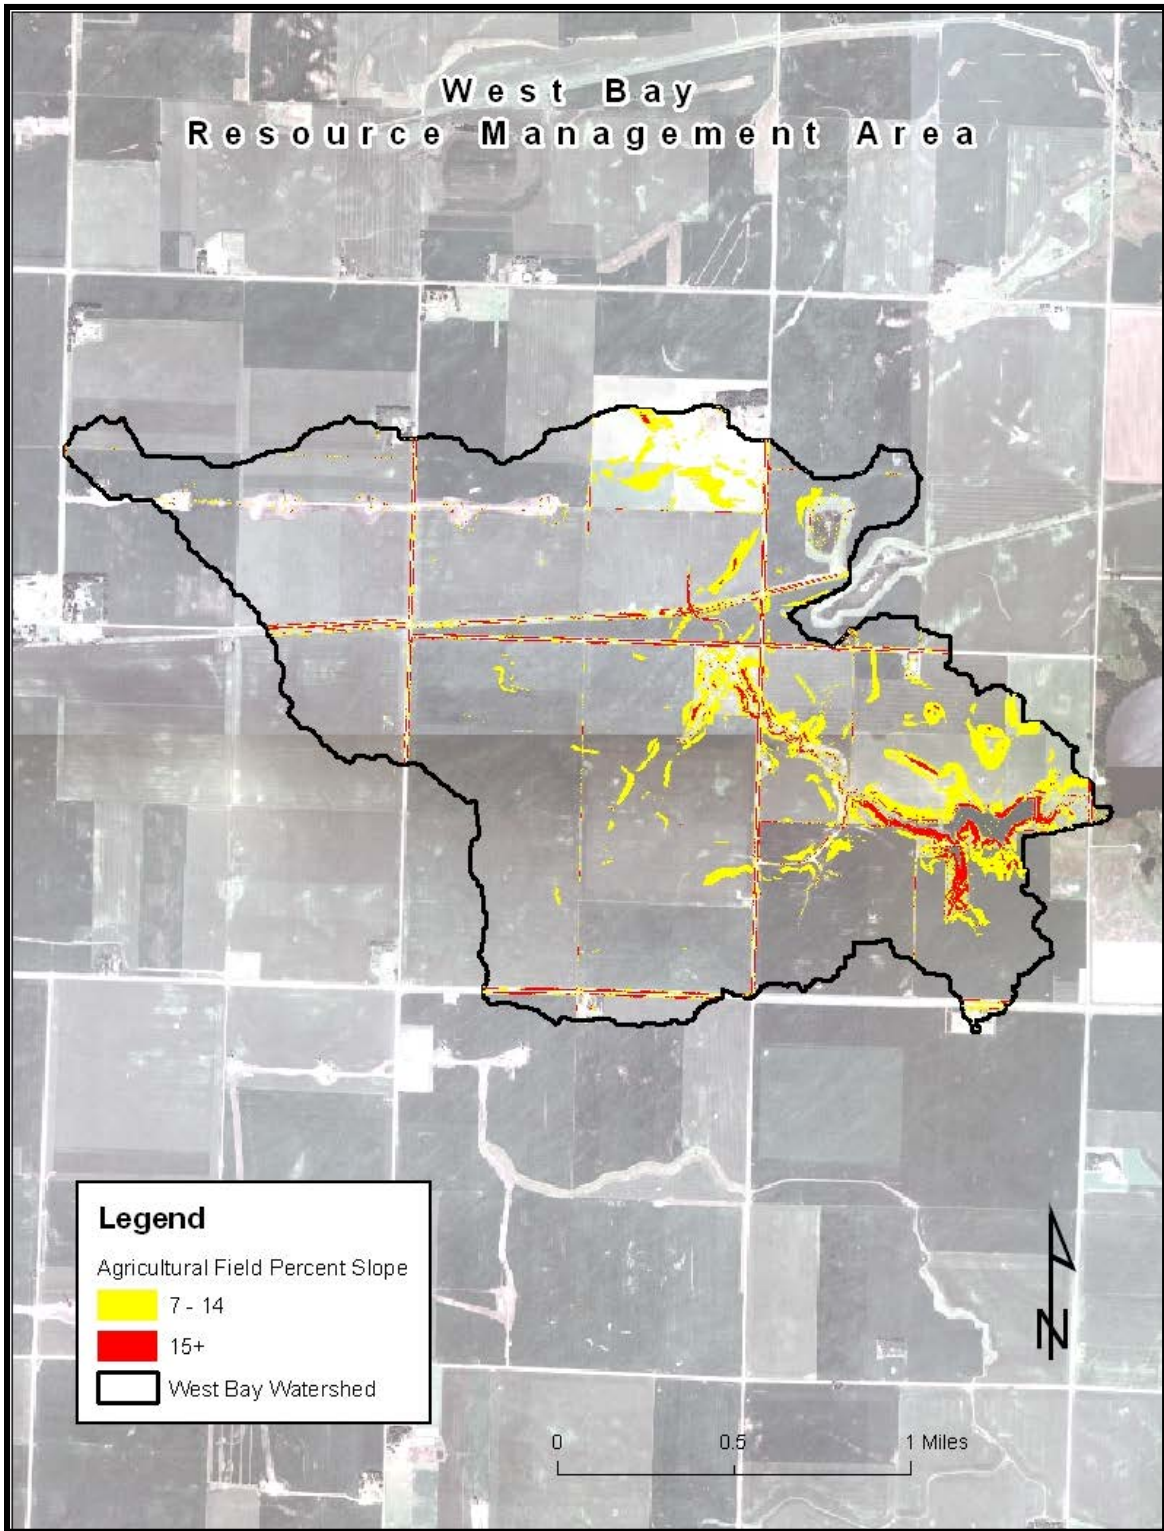 West Bay
Resource Management Area
Legend
Agricultural Field Percent Slope
7 - 14
15+
West Bay Watershed
N
0 0.5 1 Miles